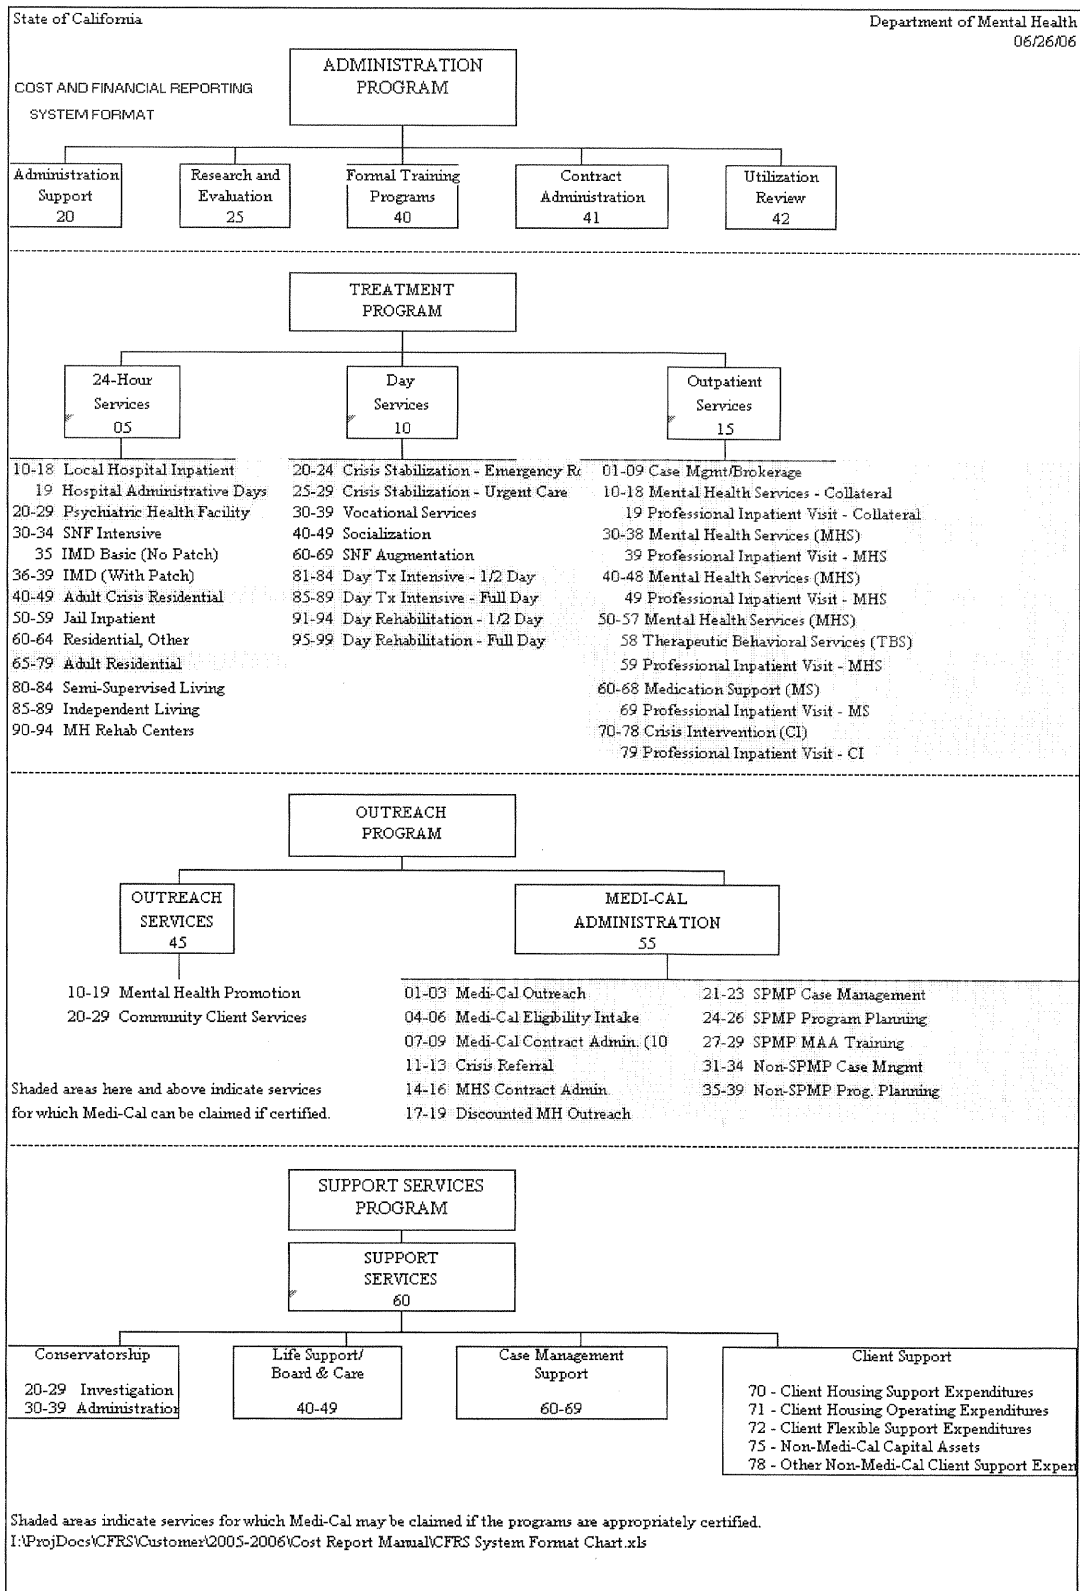 State of California
Department of Mental Health
06/26/06
COST AND FINANCIAL REPORTING
SYSTEM FORMAT
ADMINISTRATION
PROGRAM
Administration
Support
20
Research and
Evaluation
25
Formal Training
Programs
40
Contract
Administration
41
Utilization
Review
42
TREATMENT
PROGRAM
24-Hour
Services
05
Day
Services
10
Outpatient
Services
15
10-18 Local Hospital Inpatient
19 Hospital Administrative Days
20-29 Psychiatric Health Facility
30-34 SNF Intensive
35 IMD Basic (No Patch)
36-39 IMD (With Patch)
40-49 Adult Crisis Residential
50-59 Jail Inpatient
60-64 Residential, Other
65-79 Adult Residential
80-84 Semi-Supervised Living
85-89 Independent Living
90-94 MH Rehab Centers
20-24 Crisis Stabilization - Emergency Ro
25-29 Crisis Stabilization - Urgent Care
30-39 Vocational Services
40-49 Socialization
60-69 SNF Augmentation
81-84 Day Tx Intensive - 1/2 Day
85-89 Day Tx Intensive - Full Day
91-94 Day Rehabilitation - 1/2 Day
95-99 Day Rehabilitation - Full Day
01-09 Case Mgmt/Brokerage
10-18 Mental Health Services - Collateral
19 Professional Inpatient Visit - Collateral
30-38 Mental Health Services (MHS)
39 Professional Inpatient Visit - MHS
40-48 Mental Health Services (MHS)
49 Professional Inpatient Visit - MHS
50-57 Mental Health Services (MHS)
58 Therapeutic Behavioral Services (TBS)
59 Professional Inpatient Visit - MHS
60-68 Medication Support (MS)
69 Professional Inpatient Visit - MS
70-78 Crisis Intervention (CI)
79 Professional Inpatient Visit - CI
OUTREACH
PROGRAM
OUTREACH
SERVICES
45
MEDI-CAL
ADMINISTRATION
55
10-19 Mental Health Promotion
20-29 Community Client Services
Shaded areas here and above indicate services
for which Medi-Cal can be claimed if certified.
01-03 Medi-Cal Outreach
04-06 Medi-Cal Eligibility Intake
07-09 Medi-Cal Contract Admin. (10
11-13 Crisis Referral
14-16 MHS Contract Admin.
17-19 Discounted MH Outreach
21-23 SPMP Case Management
24-26 SPMP Program Planning
27-29 SPMP MAA Training
31-34 Non-SPMP Case Mngmt
35-39 Non-SPMP Prog. Planning
SUPPORT SERVICES
PROGRAM
SUPPORT
SERVICES
60
Conservatorship
20-29 Investigation
30-39 Administration
Life Support/
Board & Care
40-49
Case Management
Support
60-69
Client Support
70 - Client Housing Support Expenditures
71 - Client Housing Operating Expenditures
72 - Client Flexible Support Expenditures
75 - Non-Medi-Cal Capital Assets
78 - Other Non-Medi-Cal Client Support Expen
Shaded areas indicate services for which Medi-Cal may be claimed if the programs are appropriately certified.
I:\ProjDocs\CFRS\Customer\2005-2006\Cost Report Manual\CFRS System Format Chart.xls